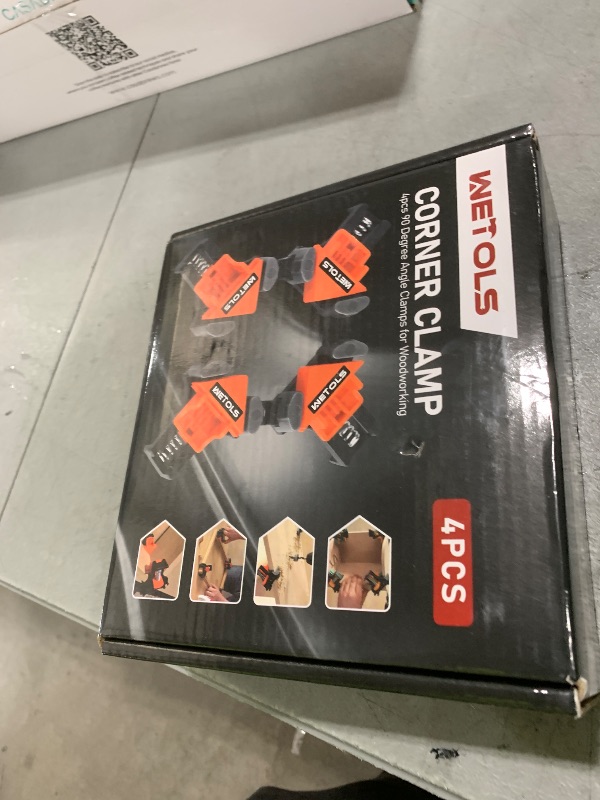 WETOLS
CORNER CLAMP
4pcs 90 Degree Angle Clamps for Woodworking
WETOLS
WETOLS
WETOLS
WETOLS
4PCS